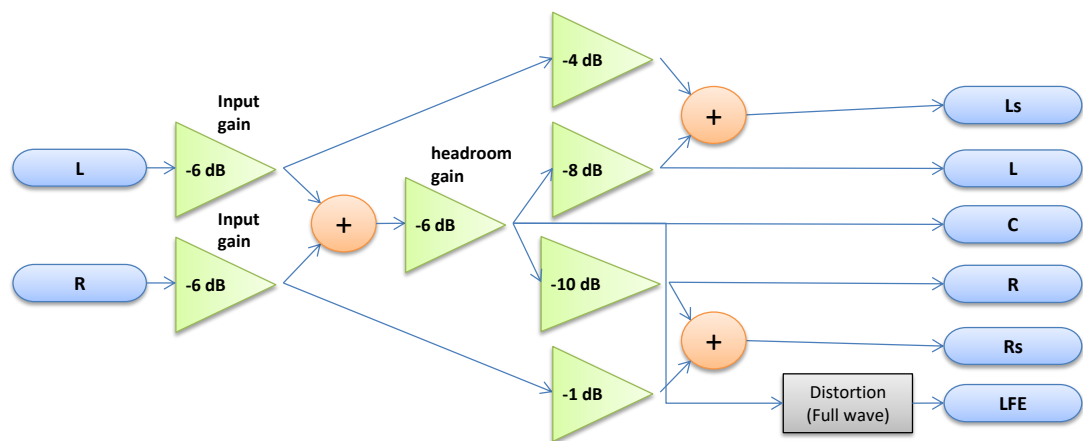 -4 dB
Input
gain
+
Ls
L
-6 dB
headroom
gain
-8 dB
L
Input
gain
+
-6 dB
C
R
-6 dB
-10 dB
R
+
Rs
-1 dB
Distortion
(Full wave)
LFE